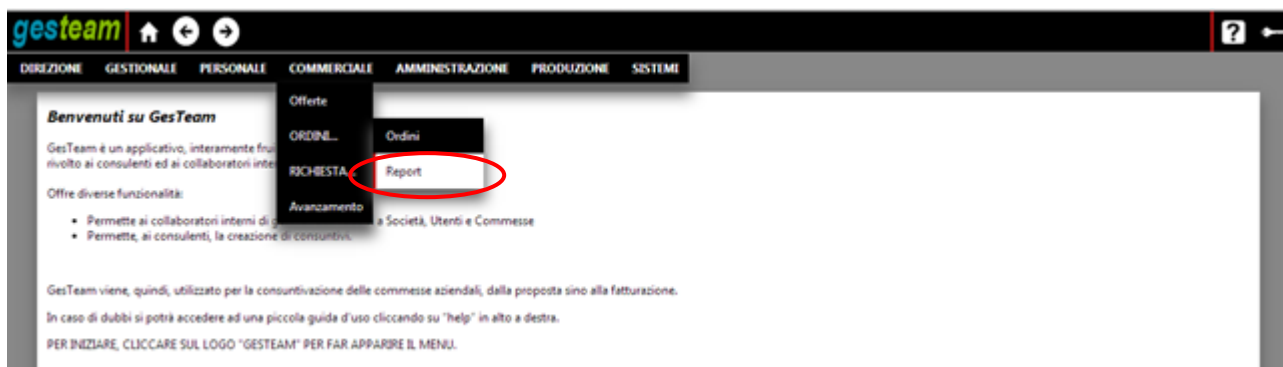 gesteam
?
DIREZIONE GESTIONALE PERSONALE COMMERCIALE AMMINISTRAZIONE PRODUZIONE SISTEMI
Offerte
ORDINI...
RICHIESTA...
Avanzamento
Ordini
Report
Benvenuti su GesTeam
GesTeam è un applicativo, interamente
rivolto ai consulenti ed ai collaboratori
Offre diverse funzionalità:
• Permette ai collaboratori interni di a Società, Utenti e Commesse
• Permette, ai consulenti, la creazione di consuntivi.
GesTeam viene, quindi, utilizzato per la consuntivazione delle commesse aziendali, dalla proposta sino alla fatturazione.
In caso di dubbi si potrà accedere ad una piccola guida d'uso cliccando su "help" in alto a destra.
PER INIZIARE, CLICCARE SUL LOGO "GESTEAM" PER FAR APPARIRE IL MENU.